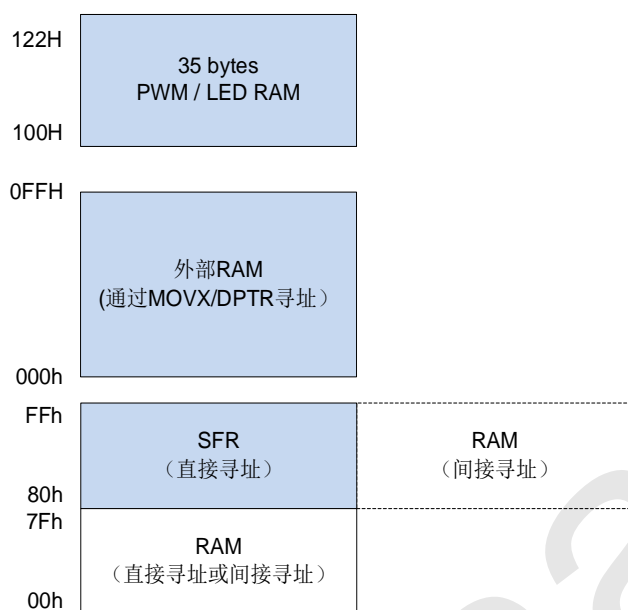 122H
35 bytes
PWM / LED RAM
100H
0FFH
外部RAM
(通过MOVX/DPTR寻址）
000h
FFh
SFR
（直接寻址）
RAM
（间接寻址）
80h
7Fh
RAM
（直接寻址或间接寻址）
00h